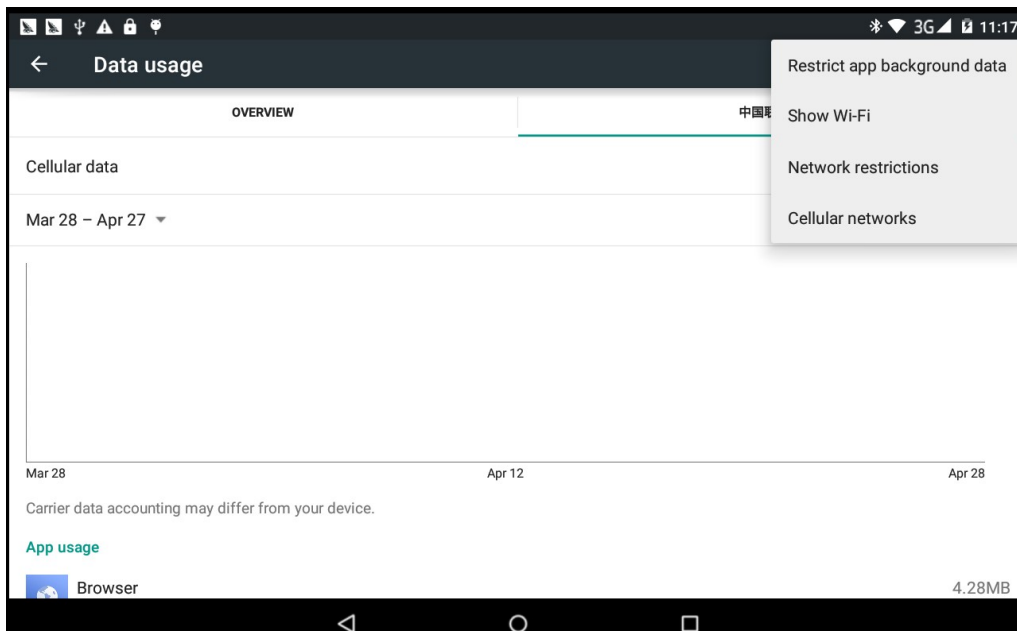 3G 11:17
Data usage
Restrict app background data
OVERVIEW
中国联
Show Wi-Fi
Cellular data
Network restrictions
Mar 28 – Apr 27
Cellular networks
Mar 28 Apr 12 Apr 28
Carrier data accounting may differ from your device.
App usage
Browser 4.28MB